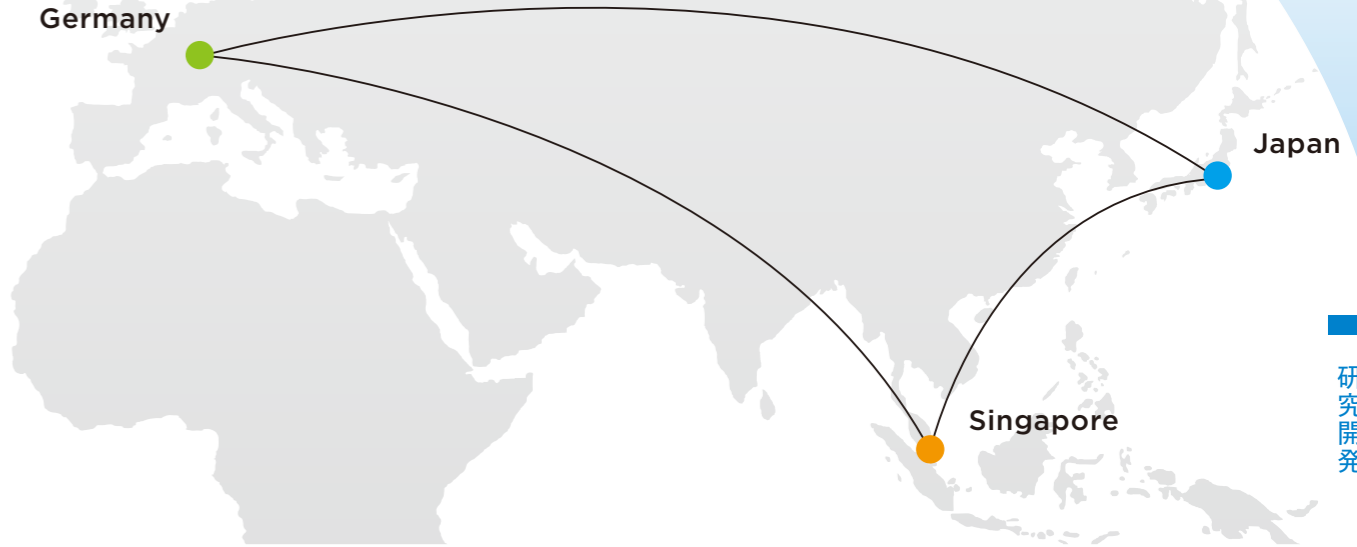 Germany
Japan
Singapore
研究開発